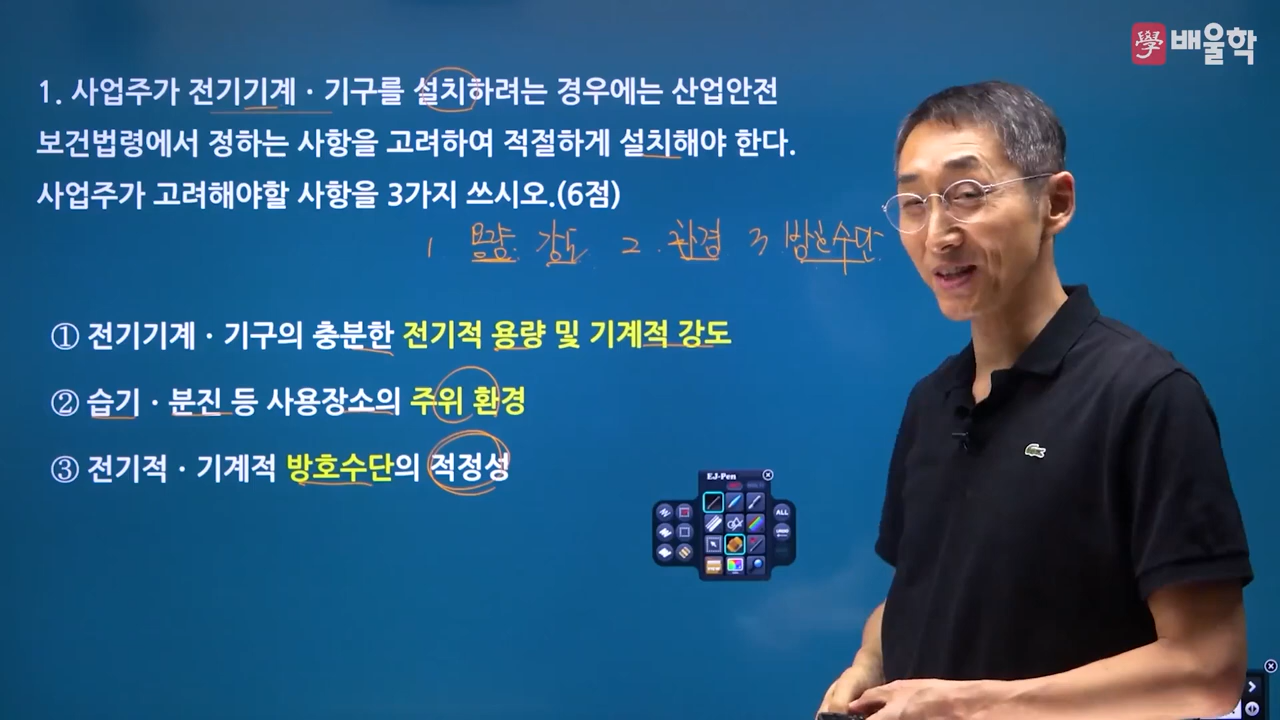 學 배울학
1. 사업주가 전기기계 · 기구를 설치하려는 경우에는 산업안전
보건법령에서 정하는 사항을 고려하여 적절하게 설치해야 한다.
사업주가 고려해야할 사항을 3가지 쓰시오.(6점)
1 용량. 강도 2. 환경 3 방호수단
① 전기기계 · 기구의 충분한 전기적 용량 및 기계적 강도
② 습기 · 분진 등 사용장소의 주위 환경
③ 전기적 · 기계적 방호수단의 적정성
EJ-Pen
ALL